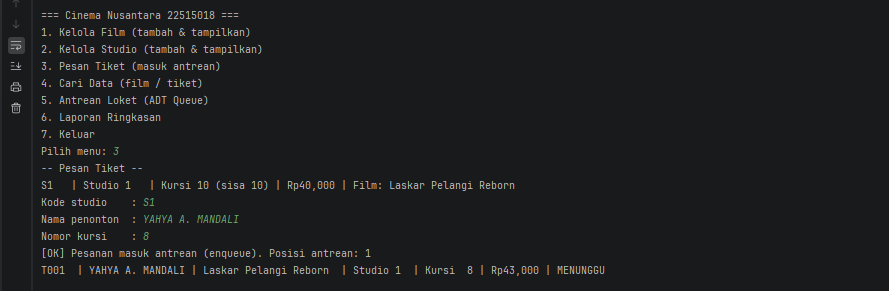 === Cinema Nusantara 22515018 ===
1. Kelola Film (tambah & tampilkan)
2. Kelola Studio (tambah & tampilkan)
3. Pesan Tiket (masuk antrean)
4. Cari Data (film / tiket)
5. Antrean Loket (ADT Queue)
6. Laporan Ringkasan
7. Keluar
Pilih menu: 3
-- Pesan Tiket --
S1   | Studio 1   | Kursi 10 (sisa 10) | Rp40,000 | Film: Laskar Pelangi Reborn
Kode studio    : S1
Nama penonton  : YAHYA A. MANDALI
Nomor kursi    : 8
[OK] Pesanan masuk antrean (enqueue). Posisi antrean: 1
T001  | YAHYA A. MANDALI | Laskar Pelangi Reborn  | Studio 1  | Kursi  8 | Rp43,000 | MENUNGGU